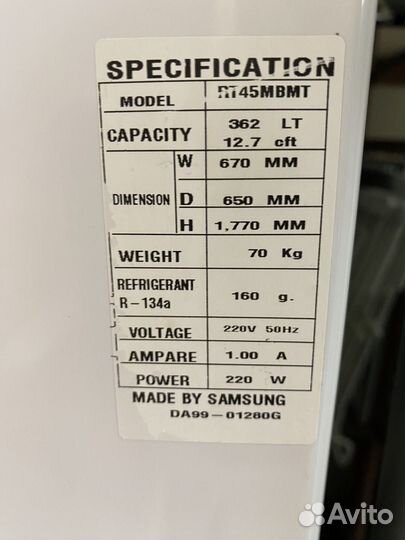 SPECIFICATION
MODEL RT45MBMT
CAPACITY 362 LT
12.7 cft
DIMENSION W 670 MM
D 650 MM
H 1,770 MM
WEIGHT 70 Kg
REFRIGERANT
R-134a 160 g.
VOLTAGE 220V 50Hz
AMPARE 1.00 A
POWER 220 W
MADE BY SAMSUNG
DA99-01280G
Avito